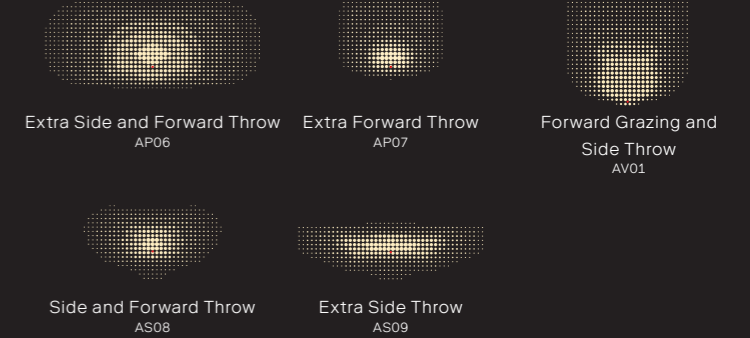 Extra Side and Forward Throw
AP06
Extra Forward Throw
AP07
Forward Grazing and
Side Throw
AV01
Side and Forward Throw
AS08
Extra Side Throw
AS09